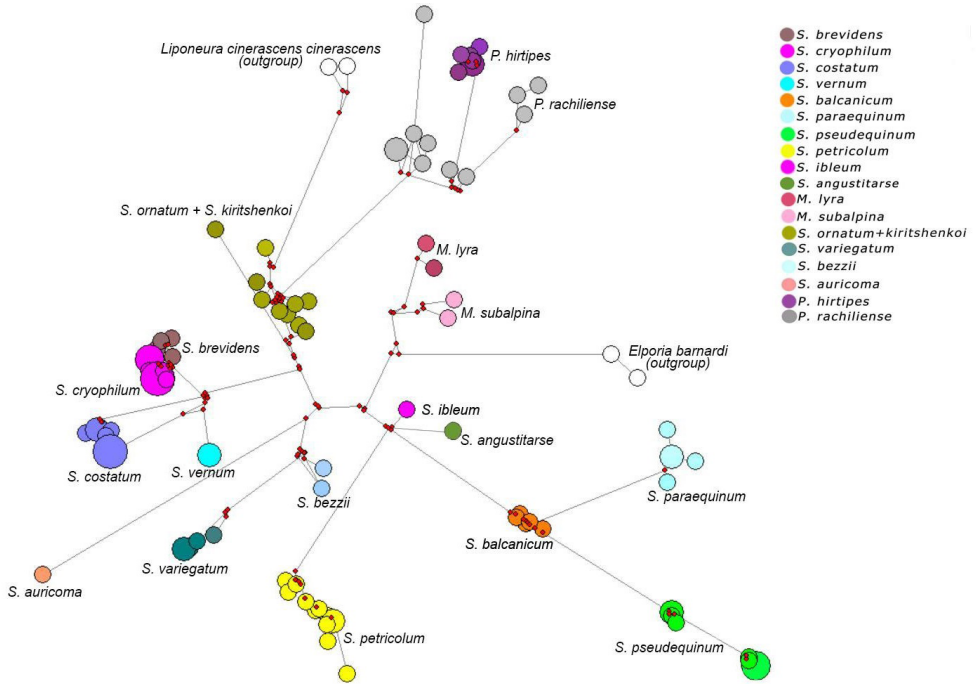 Liponeura cinerascens cinerascens
(outgroup)
P. hirtipes
P. rachiliense
S. ornatum + S. kiritshenkoi
M. lyra
M. subalpina
S. brevidens
S. cryophilum
Elporia barnardi
(outgroup)
S. ibleum
S. angustitarse
S. costatum
S. vernum
S. bezzii
S. paraequinum
S. balcanicum
S. variegatum
S. auricoma
S. petricolum
S. pseudequinum
S. brevidens
S. cryophilum
S. costatum
S. vernum
S. balcanicum
S. paraequinum
S. pseudequinum
S. petricolum
S. ibleum
S. angustitarse
M. lyra
M. subalpina
S. ornatum+kiritshenkoi
S. variegatum
S. bezzii
S. auricoma
P. hirtipes
P. rachiliense